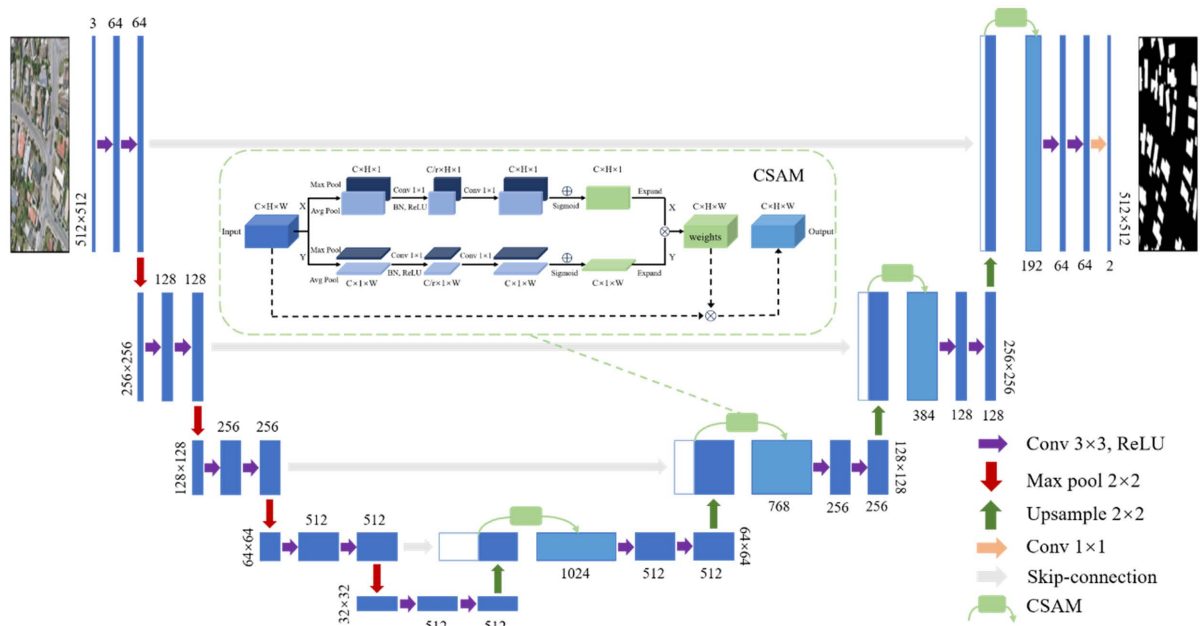 3 64 64
512×512
128 128
256×256
256 256
128×128
512 512
64×64
32×32
512 512
CSAM
C×H×W
Input
X
Y
Max Pool
Avg Pool
C×H×1
Conv 1×1
BN, ReLU
C/r×H×1
Conv 1×1
C×H×1
Sigmoid
C×H×1
Expand
X
Max Pool
Avg Pool
C×1×W
Conv 1×1
BN, ReLU
C/r×1×W
Conv 1×1
C×1×W
Sigmoid
C×1×W
Expand
Y
C×H×W
weights
C×H×W
Output
1024 512 512
64×64
768 256 256
128×128
384 128 128
256×256
192 64 64 2
512×512
Conv 3×3, ReLU
Max pool 2×2
Upsample 2×2
Conv 1×1
Skip-connection
CSAM